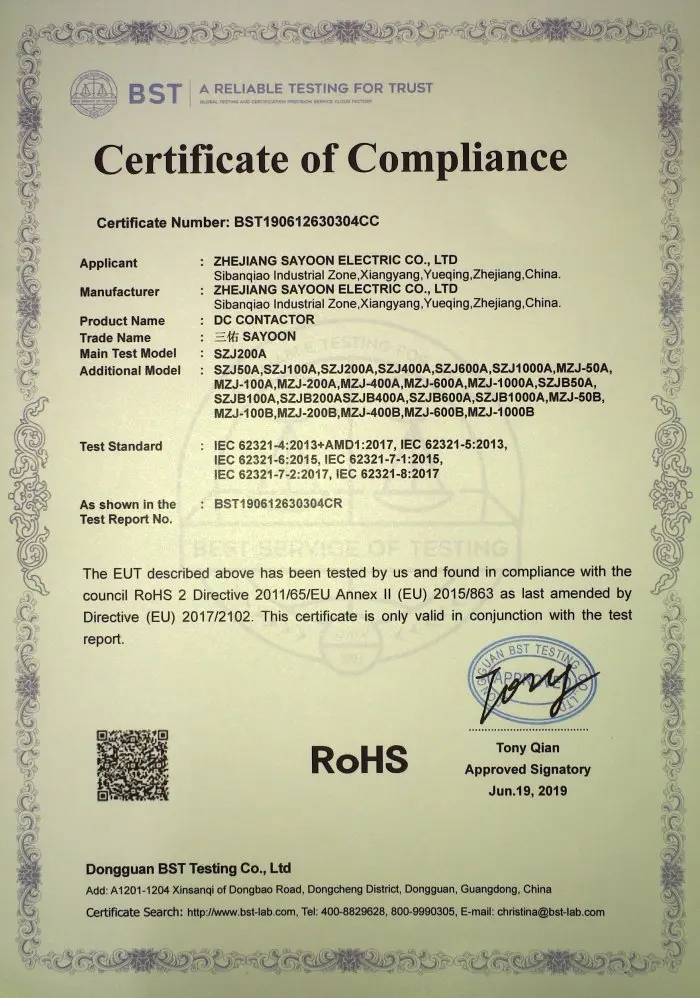 BST
A RELIABLE TESTING FOR TRUST
GLOBAL TESTING AND CERTIFICATION PRECISION SERVICE CLOUD FACTORY
Certificate of Compliance
Certificate Number: BST190612630304CC
Applicant : ZHEJIANG SAYOON ELECTRIC CO., LTD
Sibanqiao Industrial Zone,Xiangyang,Yueqing,Zhejiang,China.
Manufacturer : ZHEJIANG SAYOON ELECTRIC CO., LTD
Sibanqiao Industrial Zone,Xiangyang,Yueqing,Zhejiang,China.
Product Name : DC CONTACTOR
Trade Name : 三佑 SAYOON
Main Test Model : SZJ200A
Additional Model : SZJ50A,SZJ100A,SZJ200A,SZJ400A,SZJ600A,SZJ1000A,MZJ-50A,
MZJ-100A,MZJ-200A,MZJ-400A,MZJ-600A,MZJ-1000A,SZJB50A,
SZJB100A,SZJB200ASZJB400A,SZJB600A,SZJB1000A,MZJ-50B,
MZJ-100B,MZJ-200B,MZJ-400B,MZJ-600B,MZJ-1000B
Test Standard : IEC 62321-4:2013+AMD1:2017, IEC 62321-5:2013,
IEC 62321-6:2015, IEC 62321-7-1:2015,
IEC 62321-7-2:2017, IEC 62321-8:2017
As shown in the : BST190612630304CR
Test Report No.
BEST SERVICE OF TESTING
The EUT described above has been tested by us and found in compliance with the
council RoHS 2 Directive 2011/65/EU Annex II (EU) 2015/863 as last amended by
Directive (EU) 2017/2102. This certificate is only valid in conjunction with the test
report.
DONGGUAN BST TESTING CO.,LTD
APPROVED
Tony
RoHS
Tony Qian
Approved Signatory
Jun.19, 2019
Dongguan BST Testing Co., Ltd
Add: A1201-1204 Xinsanqi of Dongbao Road, Dongcheng District, Dongguan, Guangdong, China
Certificate Search: http://www.bst-lab.com, Tel: 400-8829628, 800-9990305, E-mail: christina@bst-lab.com